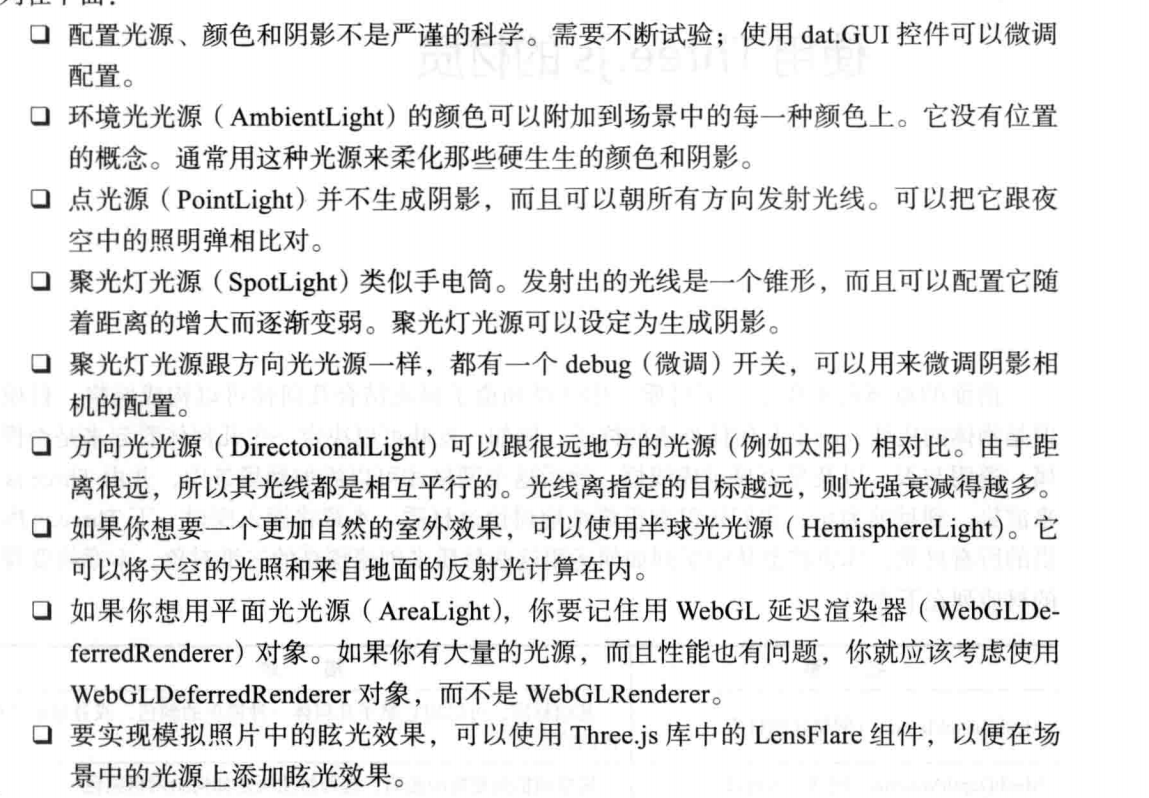 ❏ 配置光源、颜色和阴影不是严谨的科学。需要不断试验；使用 dat.GUI 控件可以微调
配置。
❏ 环境光光源（AmbientLight）的颜色可以附加到场景中的每一种颜色上。它没有位置
的概念。通常用这种光源来柔化那些硬生生的颜色和阴影。
❏ 点光源（PointLight）并不生成阴影，而且可以朝所有方向发射光线。可以把它跟夜
空中的照明弹相比对。
❏ 聚光灯光源（SpotLight）类似手电筒。发射出的光线是一个锥形，而且可以配置它随
着距离的增大而逐渐变弱。聚光灯光源可以设定为生成阴影。
❏ 聚光灯光源跟方向光光源一样，都有一个 debug（微调）开关，可以用来微调阴影相
机的配置。
❏ 方向光光源（DirectoionalLight）可以跟很远地方的光源（例如太阳）相对比。由于距
离很远，所以其光线都是相互平行的。光线离指定的目标越远，则光强衰减得越多。
❏ 如果你想要一个更加自然的室外效果，可以使用半球光光源（HemisphereLight）。它
可以将天空的光照和来自地面的反射光计算在内。
❏ 如果你想用平面光光源（AreaLight），你要记住用 WebGL 延迟渲染器（WebGLDe-
ferredRenderer）对象。如果你有大量的光源，而且性能也有问题，你就应该考虑使用
WebGLDeferredRenderer 对象，而不是 WebGLRenderer。
❏ 要实现模拟照片中的眩光效果，可以使用 Three.js 库中的 LensFlare 组件，以便在场
景中的光源上添加眩光效果。